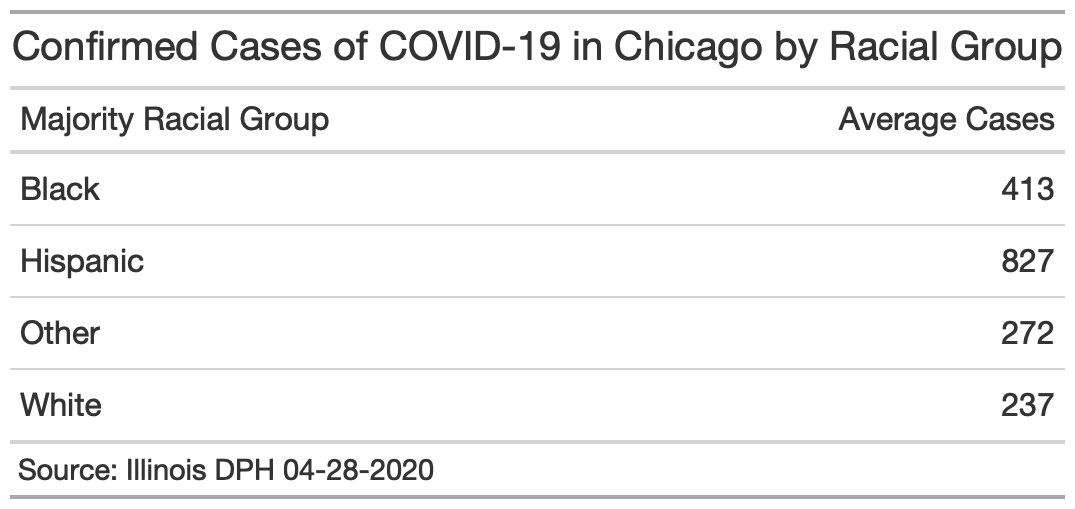 Confirmed Cases of COVID-19 in Chicago by Racial Group
Majority Racial Group Average Cases
Black 413
Hispanic 827
Other 272
White 237
Source: Illinois DPH 04-28-2020